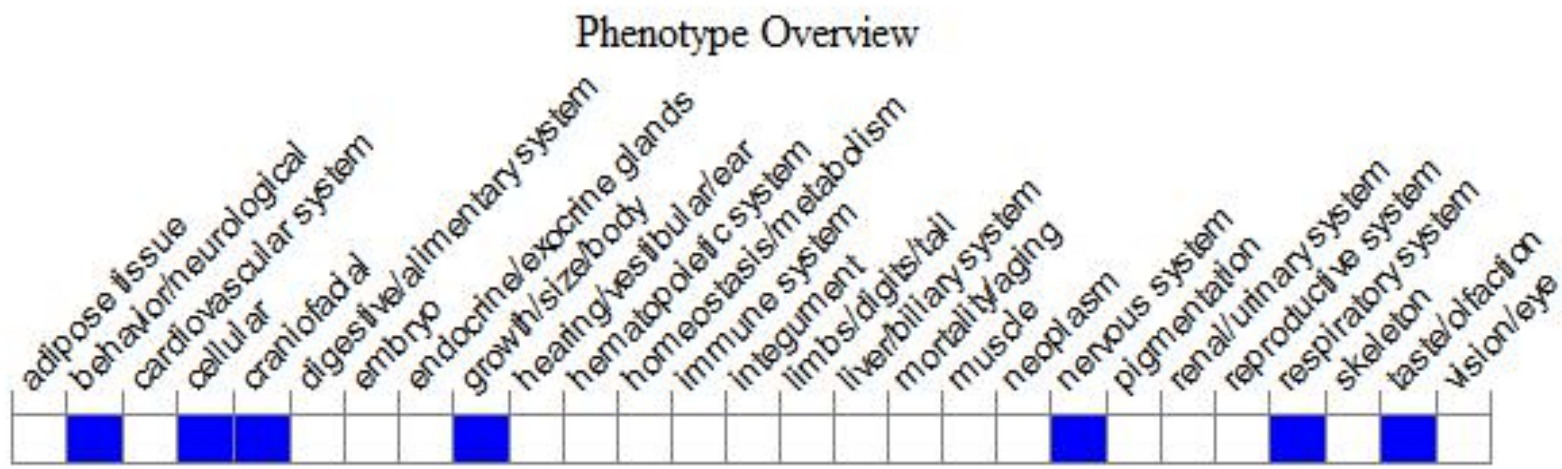 Phenotype Overview
adipose tissue
behavior/neurological
cardiovascular system
cellular
craniofacial
digestive/alimentary system
embryo
endocrine/exocrine glands
growth/size/body
hearing/vestibular/ear
hematopoietic system
homeostasis/metabolism
immune system
integument
limbs/digits/tail
liver/biliary system
mortality/aging
muscle
neoplasm
nervous system
pigmentation
renal/urinary system
reproductive system
respiratory system
skeleton
taste/olfaction
vision/eye